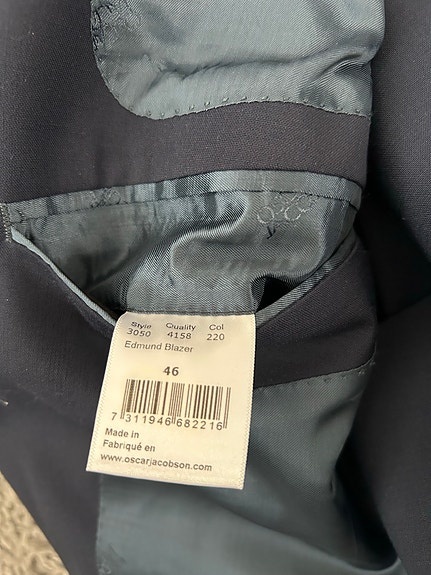 Style Quality Col
3050 4158 220
Edmund Blazer
46
7 311946 682216
Made in
Fabriqué en
www.oscarjacobson.com